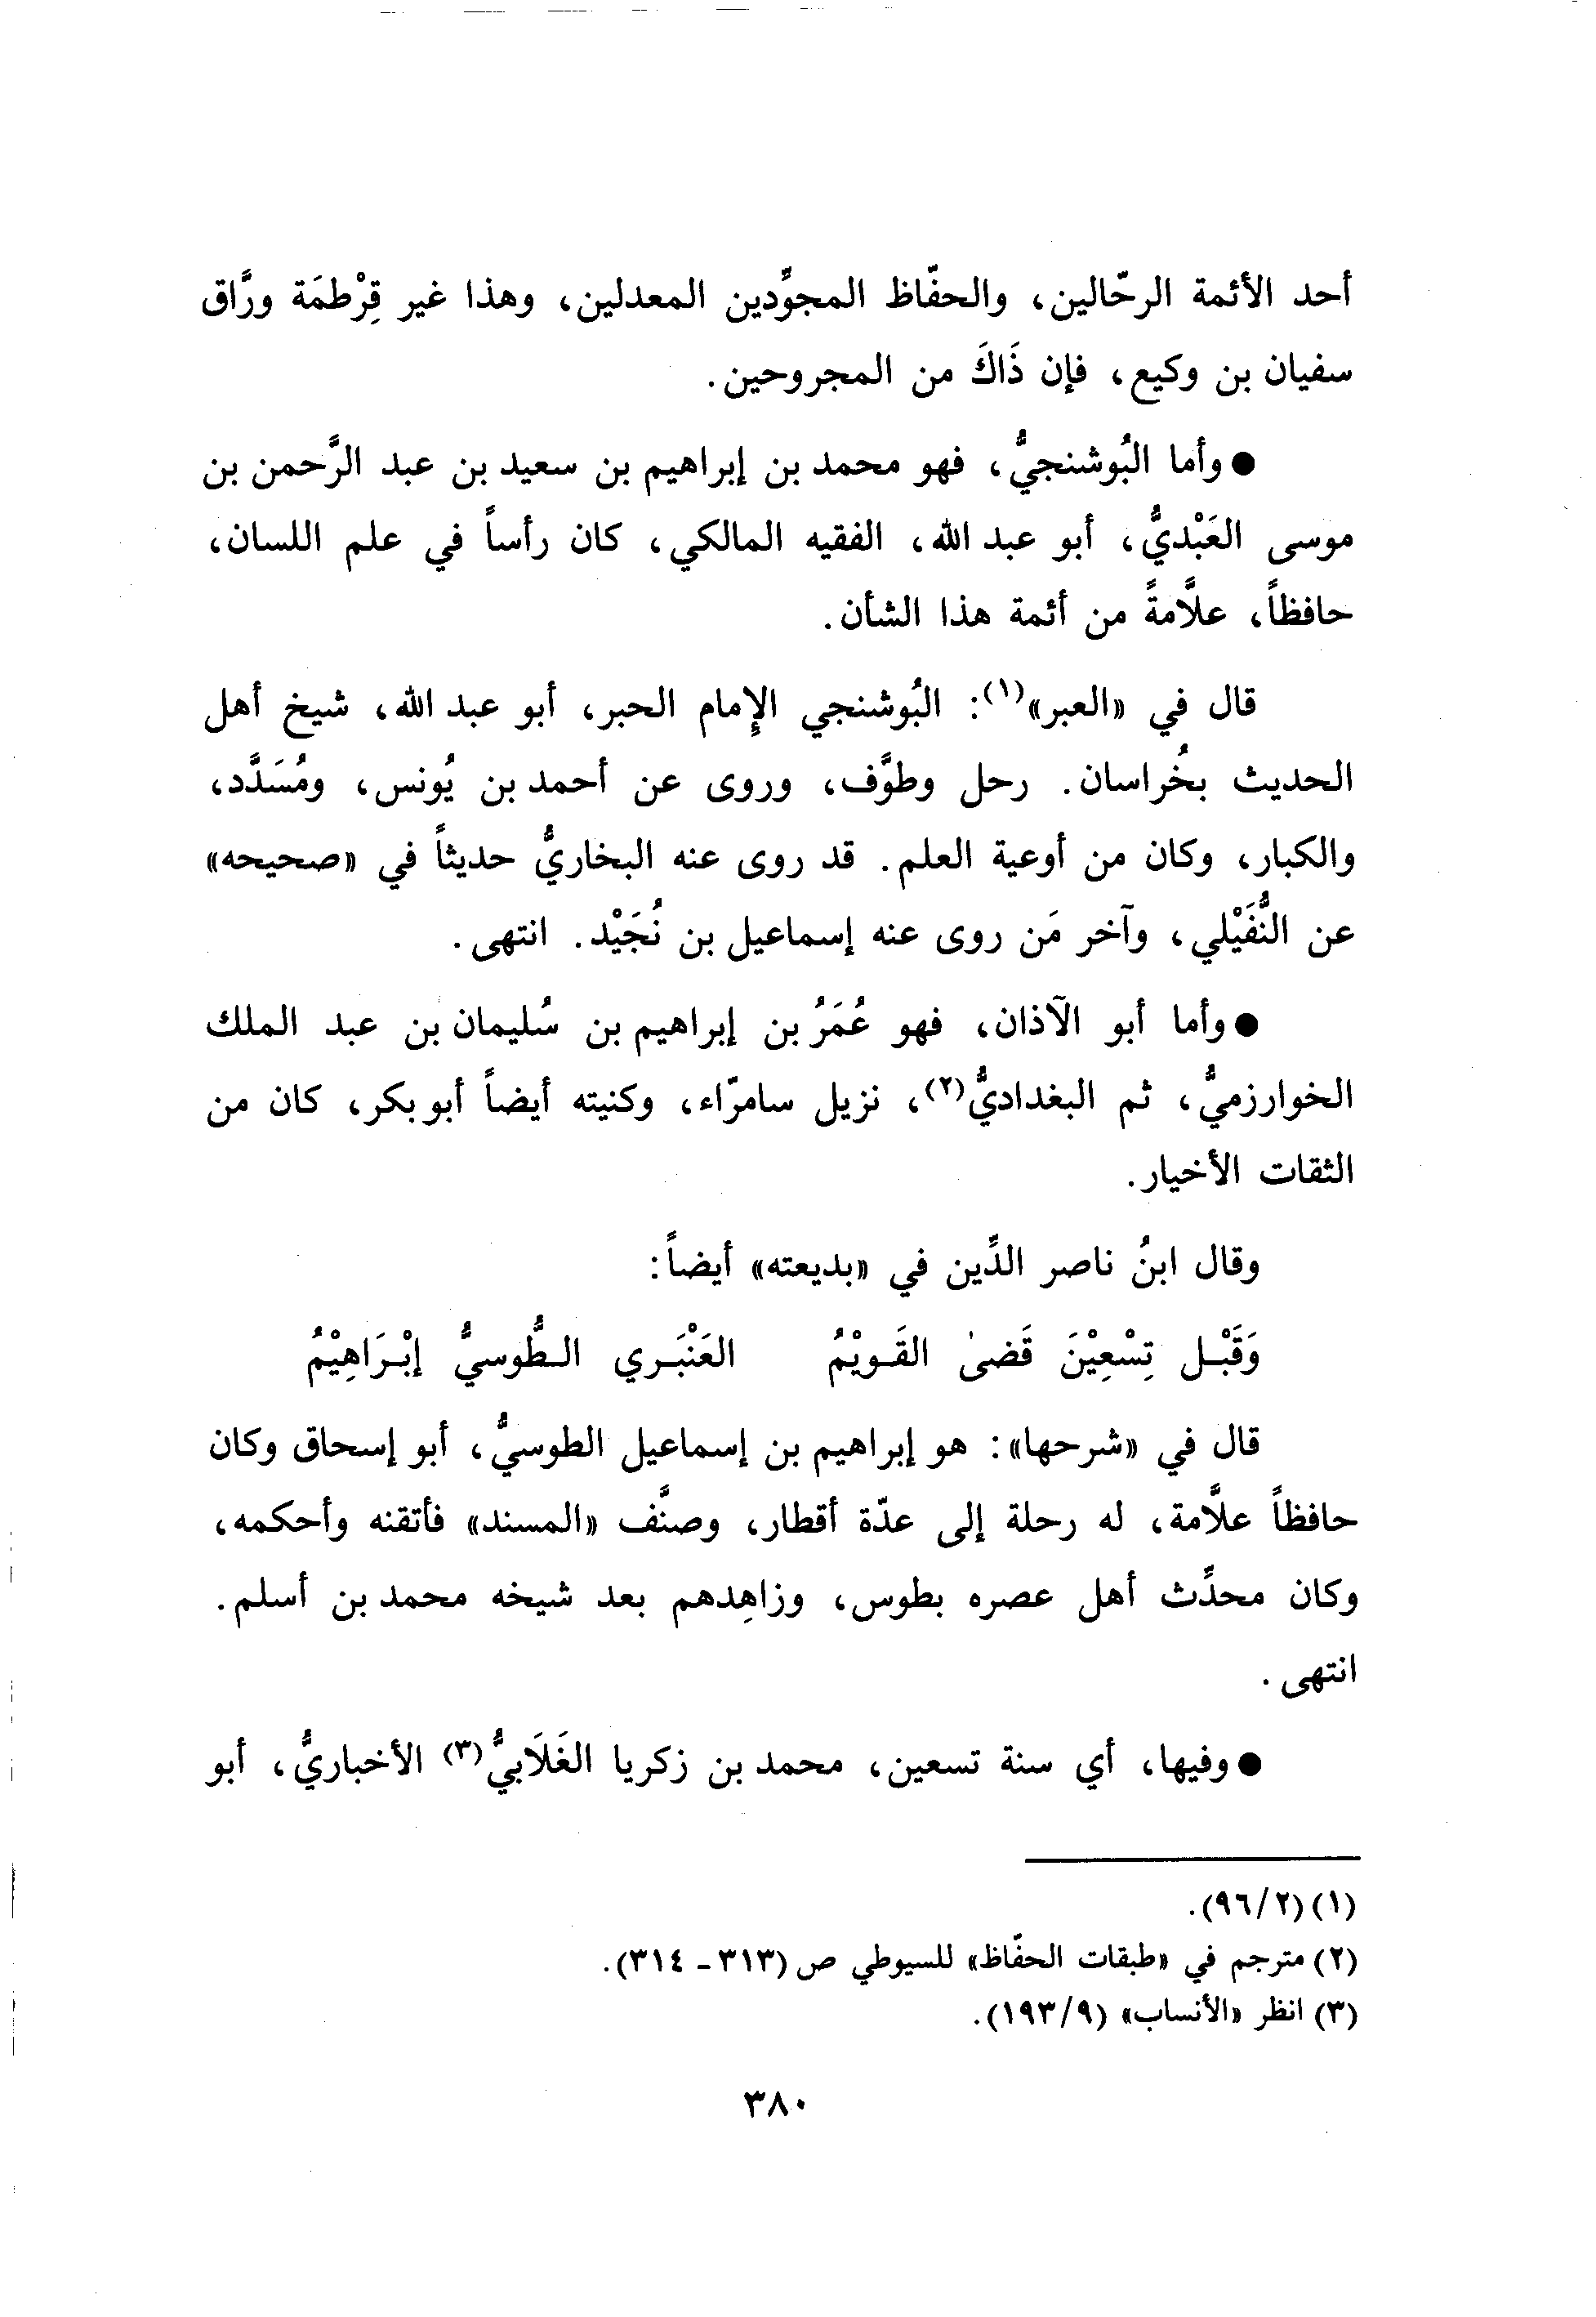 أحد الأئمة الرحّالين، والحفّاظ المجوِّدين المعدلين، وهذا غير قِرْطمَة ورَّاق
سفيان بن وكيع، فإن ذَاكَ من المجروحين.
● وأما البُوشنجيُّ، فهو محمد بن إبراهيم بن سعيد بن عبد الرَّحمن بن
موسى العَبْديُّ، أبو عبد الله، الفقيه المالكي، كان رأساً في علم اللسان،
حافظاً، علَّامةً من أئمة هذا الشأن.
قال في «العبر»(١): البُوشنجي الإمام الحبر، أبو عبد الله، شيخ أهل
الحديث بخُراسان. رحل وطوَّف، وروى عن أحمد بن يُونس، ومُسَدَّد،
والكبار، وكان من أوعية العلم. قد روى عنه البخاريُّ حديثاً في «صحيحه»
عن النُّفَيْلي، وآخر مَن روى عنه إسماعيل بن نُجَيْد. انتهى.
● وأما أبو الآذان، فهو عُمَرُ بن إبراهيم بن سُليمان بن عبد الملك
الخوارزميُّ، ثم البغداديُّ(٢)، نزيل سامرّاء، وكنيته أيضاً أبو بكر، كان من
الثقات الأخيار.
وقال ابنُ ناصر الدِّين في «بديعته» أيضاً:
وَقَبْـل تِسْعِيْنَ قَضىٰ القَـويْمُ العَنْبَـري الـطُّوسيُّ إبْـرَاهِيْمُ
قال في «شرحها»: هو إبراهيم بن إسماعيل الطوسيُّ، أبو إسحاق وكان
حافظاً علَّامة، له رحلة إلى عدّة أقطار، وصنَّف «المسند» فأتقنه وأحكمه،
وكان محدِّث أهل عصره بطوس، وزاهِدهم بعد شيخه محمد بن أسلم.
انتهى.
● وفيها، أي سنة تسعين، محمد بن زكريا الغَلَابيُّ(٣) الأخباريُّ، أبو
(١) (٢/ ٩٦).
(٢) مترجم في «طبقات الحفّاظ» للسيوطي ص (٣١٣ - ٣١٤).
(٣) انظر «الأنساب» (٩/ ١٩٣).
٣٨٠